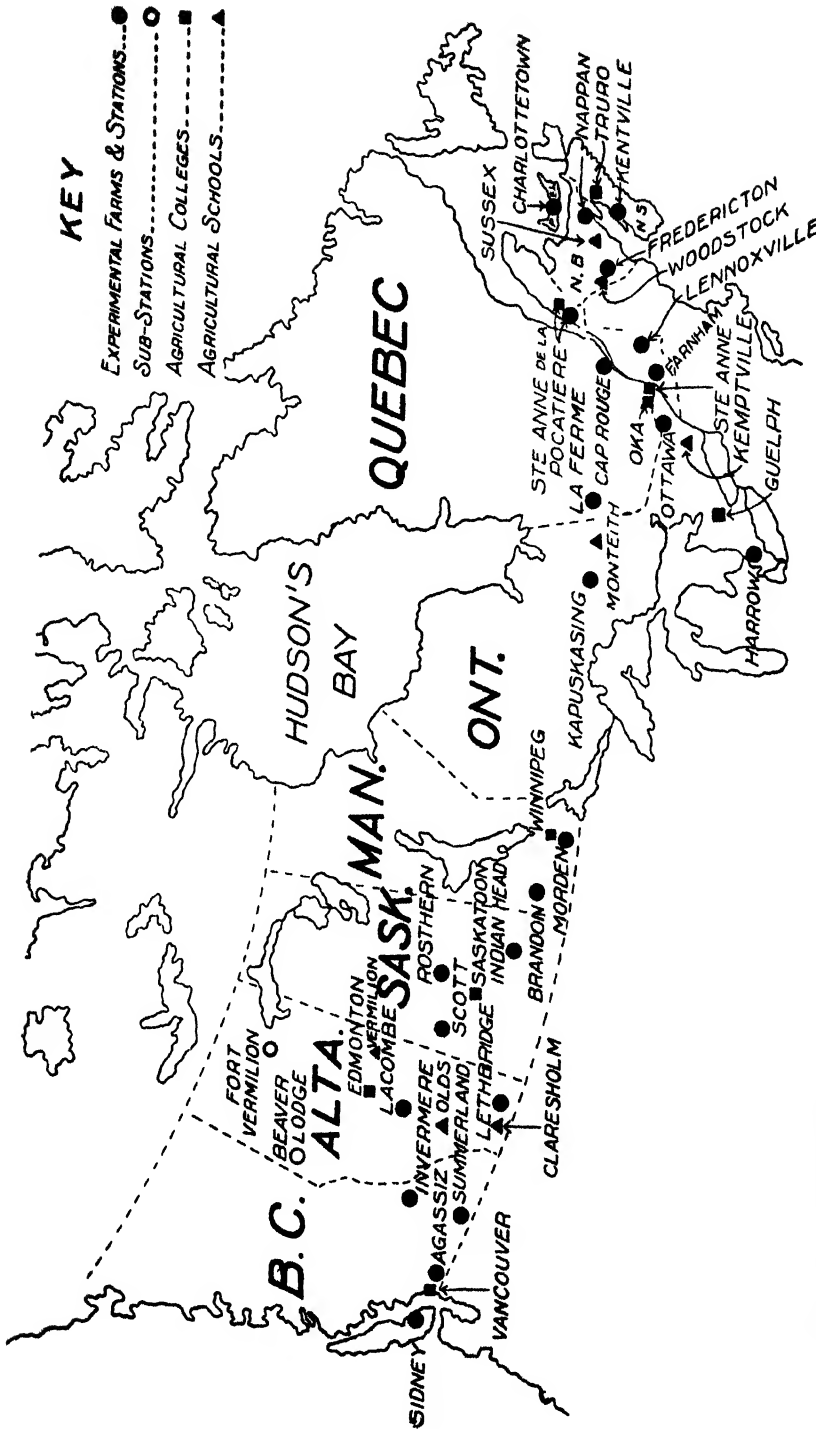 KEY
EXPERIMENTAL FARMS & STATIONS
SUB-STATIONS
AGRICULTURAL COLLEGES
AGRICULTURAL SCHOOLS
HUDSON'S
BAY
QUEBEC
ONT.
MAN.
SASK.
ALTA.
B.C.
FORT
VERMILION
BEAVER
LODGE
EDMONTON
VERMILION
LACOMBE
INVERMERE
OLDS
AGASSIZ
SUMMERLAND
LETHBRIDGE
CLARESHOLM
VANCOUVER
SIDNEY
ROSTHERN
SCOTT
SASKATOON
INDIAN HEAD
BRANDON
MORDEN
WINNIPEG
KAPUSKASING
MONTEITH
LA FERME
CAP ROUGE
STE ANNE DE LA
POCATIERE
OKA
OTTAWA
HARROW
GUELPH
KEMPTVILLE
STE ANNE
FARNHAM
LENNOXVILLE
WOODSTOCK
FREDERICTON
N.B
N S
SUSSEX
CHARLOTTETOWN
NAPPAN
TRURO
KENTVILLE